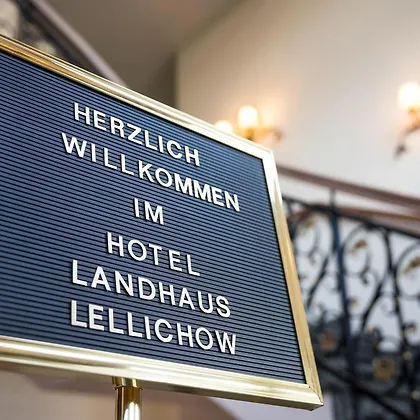 HERZLICH
WILLKOMMEN
IM
HOTEL
LANDHAUS
LELLICHOW